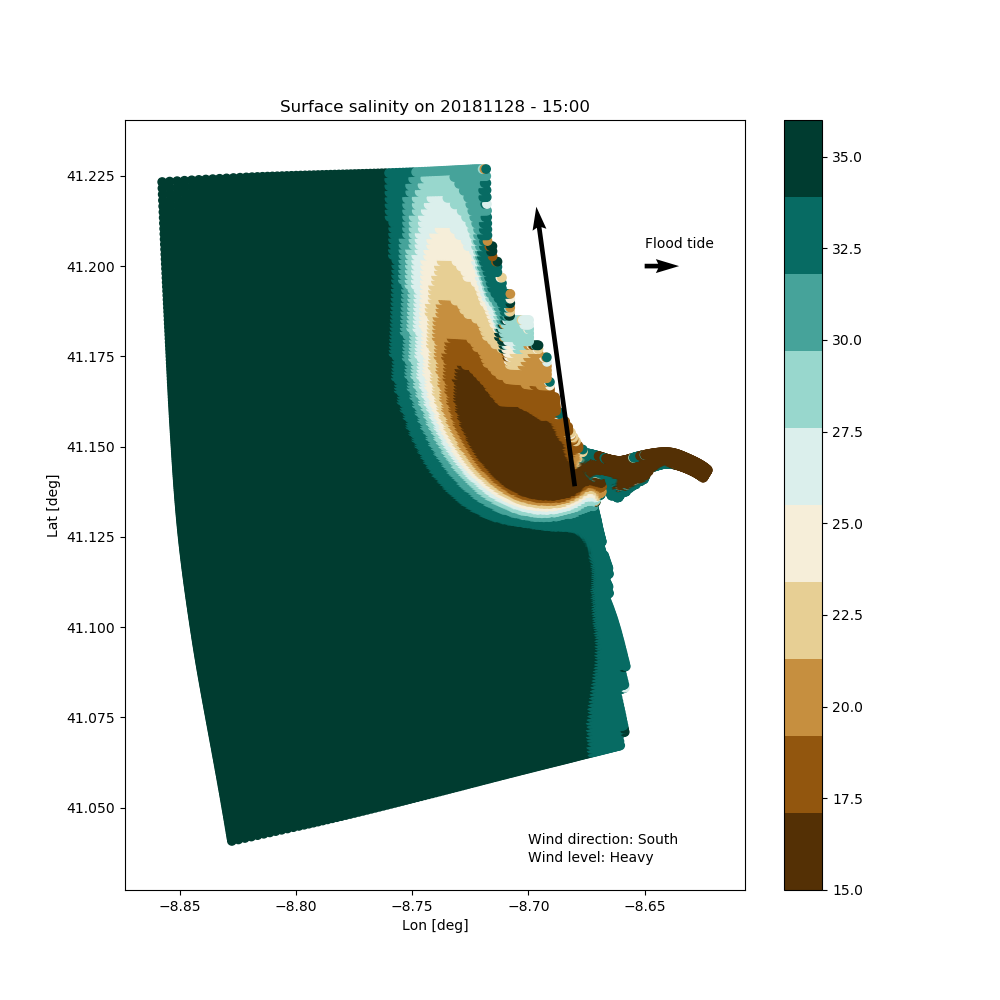 Surface salinity on 20181128 - 15:00
Lat [deg]
41.225
41.200
41.175
41.150
41.125
41.100
41.075
41.050
Flood tide
Wind direction: South
Wind level: Heavy
−8.85 −8.80 −8.75 −8.70 −8.65
Lon [deg]
35.0
32.5
30.0
27.5
25.0
22.5
20.0
17.5
15.0